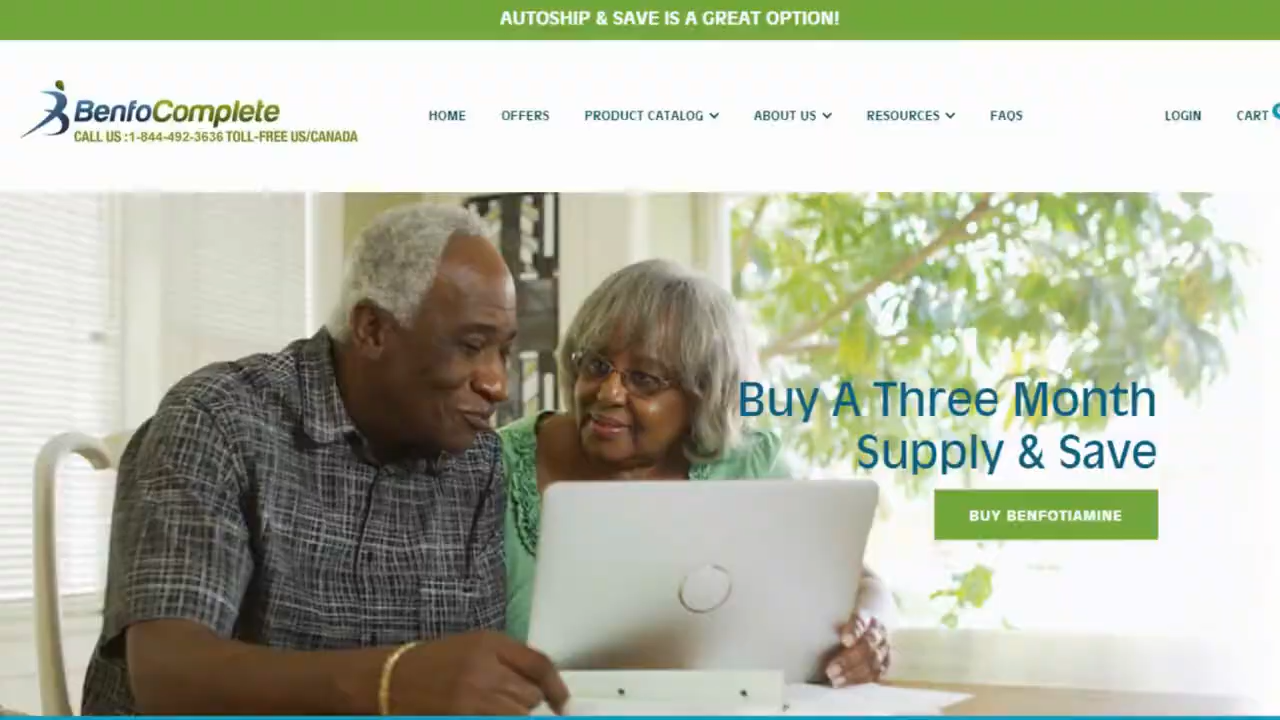 AUTOSHIP & SAVE IS A GREAT OPTION!
BenfoComplete
CALL US :1-844-492-3636 TOLL-FREE US/CANADA
HOME
OFFERS
PRODUCT CATALOG
ABOUT US
RESOURCES
FAQS
LOGIN
CART
Buy A Three Month
Supply & Save
BUY BENFOTIAMINE